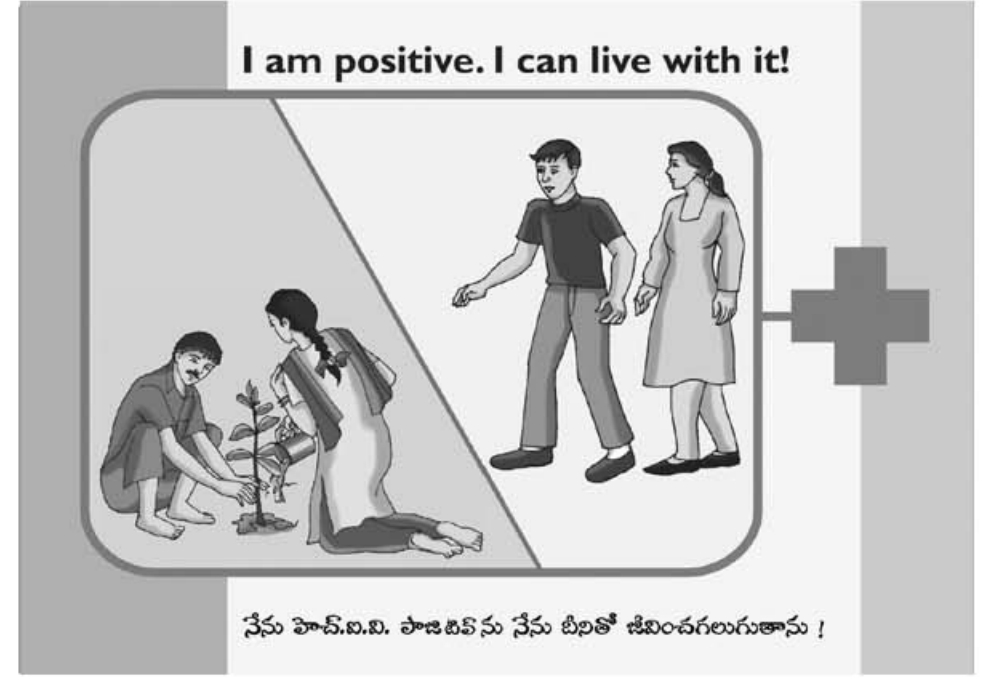 I am positive. I can live with it!
నేను హెచ్.ఐ.వి. పాజిటివ్ ను నేను దీనితో జీవించగలుగుతాను !